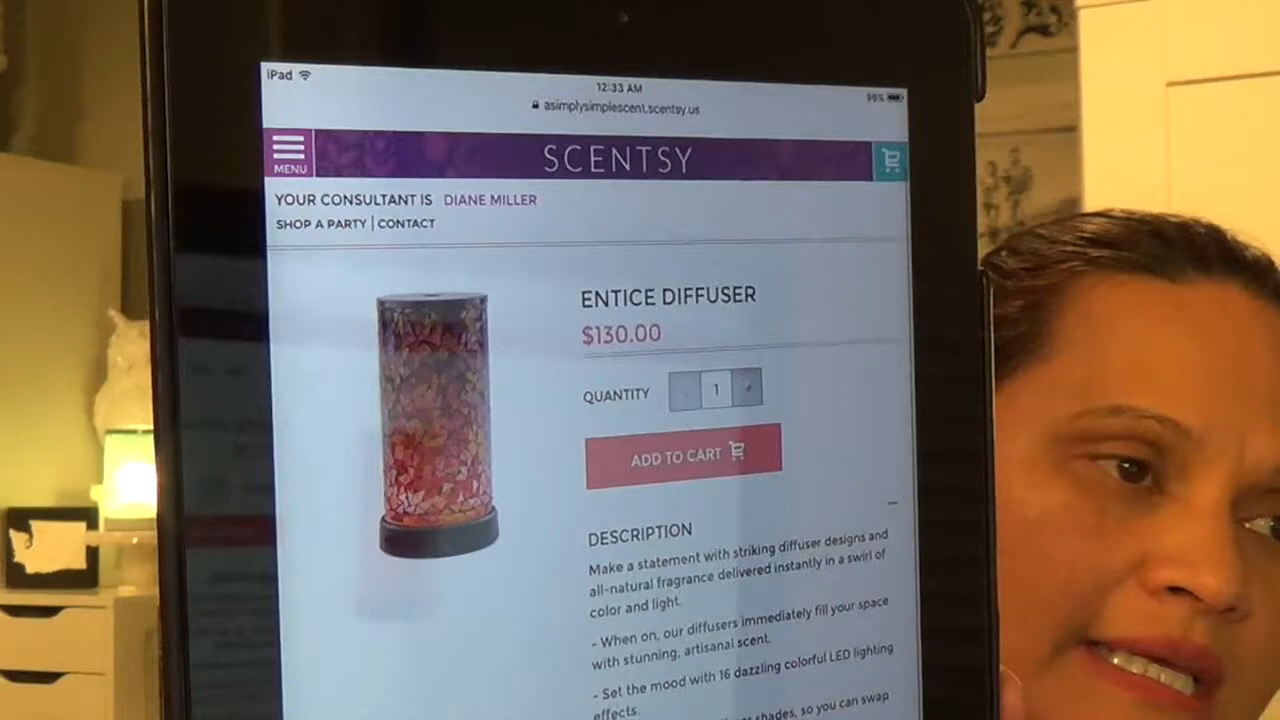 iPad
12:33 AM
96%
asimplysimplescent.scentsy.us
MENU
SCENTSY
YOUR CONSULTANT IS DIANE MILLER
SHOP A PARTY | CONTACT
ENTICE DIFFUSER
$130.00
QUANTITY - 1 +
ADD TO CART
DESCRIPTION
Make a statement with striking diffuser designs and
all-natural fragrance delivered instantly in a swirl of
color and light.
- When on, our diffusers immediately fill your space
with stunning, artisanal scent.
- Set the mood with 16 dazzling colorful LED lighting
effects.
shades, so you can swap